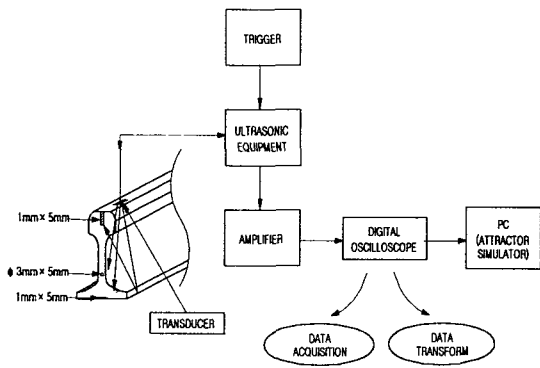 TRIGGER
ULTRASONIC
EQUIPMENT
AMPLIFIER
DIGITAL
OSCILLOSCOPE
PC
(ATTRACTOR
SIMULATOR)
1mm×5mm
ϕ3mm×5mm
1mm×5mm
TRANSDUCER
DATA
ACQUISITION
DATA
TRANSFORM